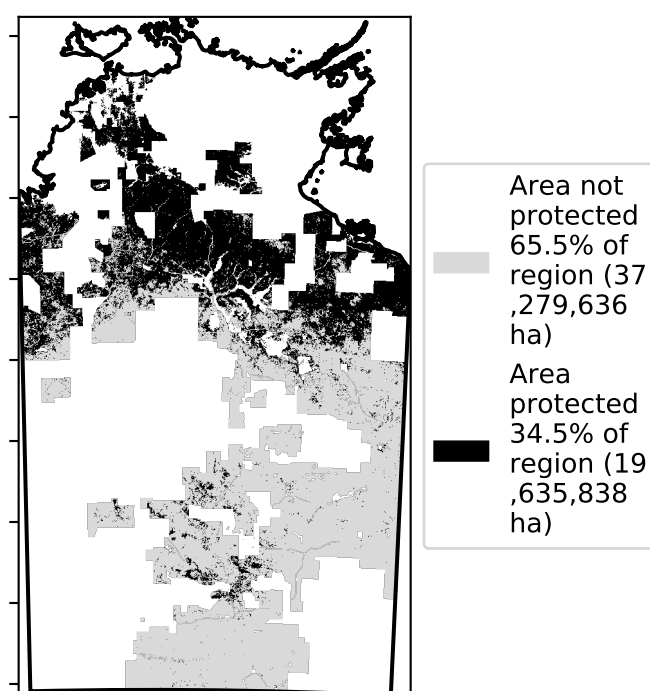 Area not
protected
65.5% of
region (37
,279,636
ha)
Area
protected
34.5% of
region (19
,635,838
ha)